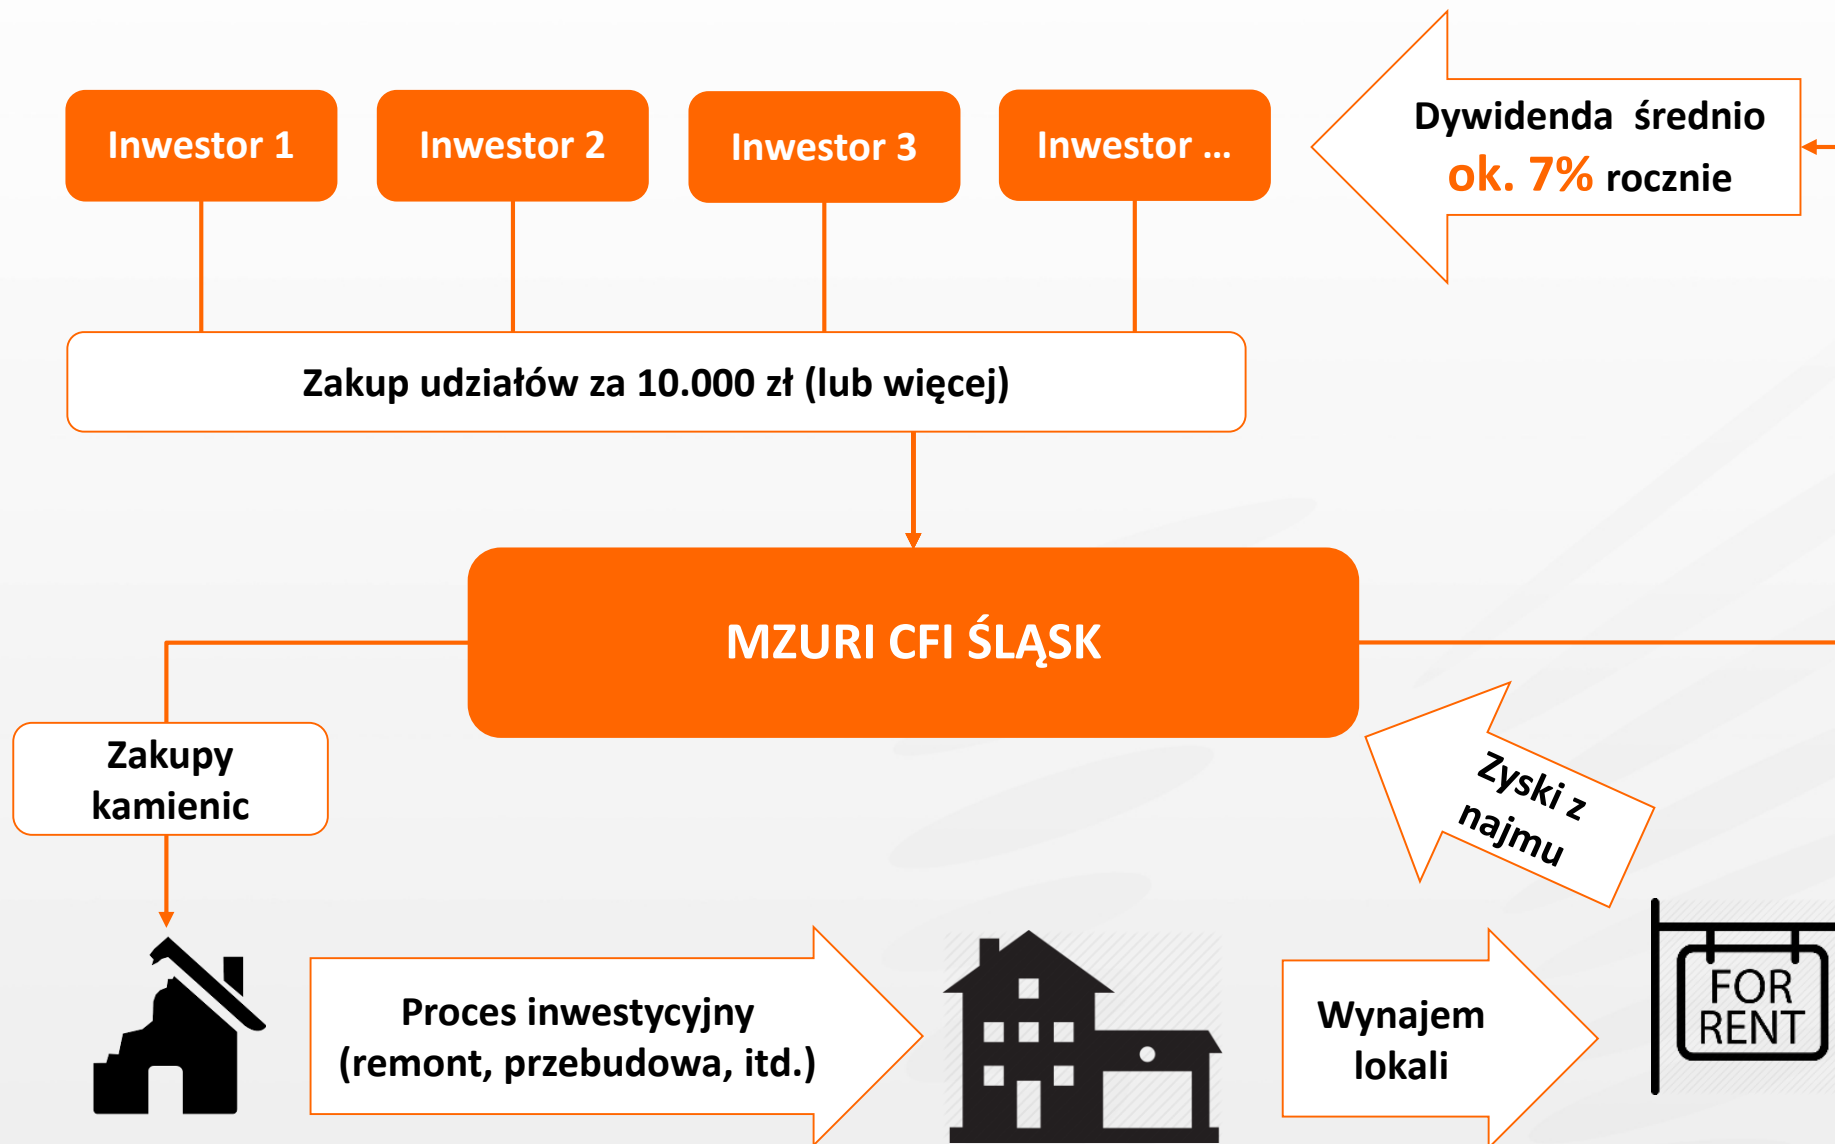 Inwestor 1
Inwestor 2
Inwestor 3
Inwestor ...
Dywidenda średnio
ok. 7% rocznie
Zakup udziałów za 10.000 zł (lub więcej)
MZURI CFI ŚLĄSK
Zakupy
kamienic
Zyski z
najmu
Proces inwestycyjny
(remont, przebudowa, itd.)
Wynajem
lokali
FOR
RENT